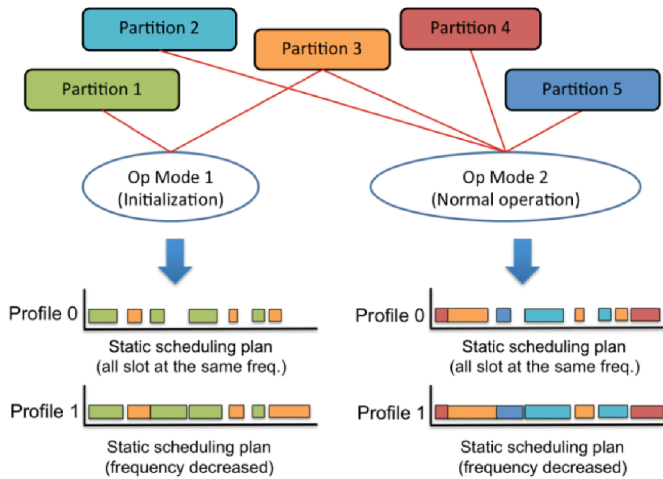 Partition 2
Partition 4
Partition 3
Partition 1
Partition 5
Op Mode 1
(Initialization)
Op Mode 2
(Normal operation)
Profile 0
Static scheduling plan
(all slot at the same freq.)
Profile 0
Static scheduling plan
(all slot at the same freq.)
Profile 1
Static scheduling plan
(frequency decreased)
Profile 1
Static scheduling plan
(frequency decreased)